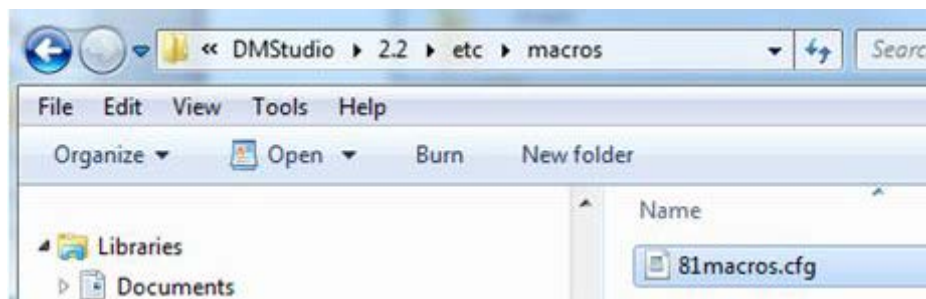 « DMStudio ▸ 2.2 ▸ etc ▸ macros
Searc
File Edit View Tools Help
Organize Open Burn New folder
Name
Libraries
81macros.cfg
Documents